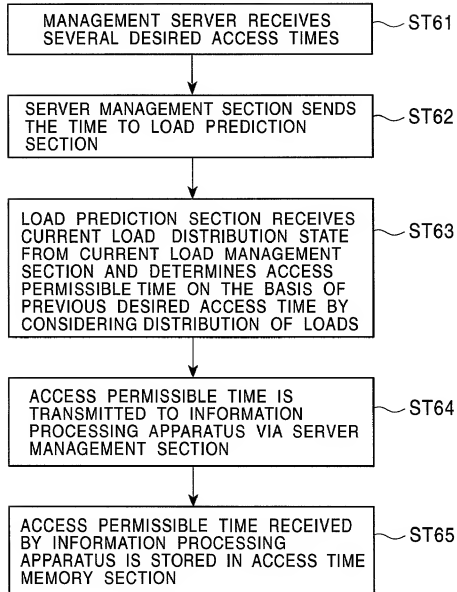 MANAGEMENT SERVER RECEIVES
SEVERAL DESIRED ACCESS TIMES
ST61
SERVER MANAGEMENT SECTION SENDS
THE TIME TO LOAD PREDICTION
SECTION
ST62
LOAD PREDICTION SECTION RECEIVES
CURRENT LOAD DISTRIBUTION STATE
FROM CURRENT LOAD MANAGEMENT
SECTION AND DETERMINES ACCESS
PERMISSIBLE TIME ON THE BASIS OF
PREVIOUS DESIRED ACCESS TIME BY
CONSIDERING DISTRIBUTION OF LOADS
ST63
ACCESS PERMISSIBLE TIME IS
TRANSMITTED TO INFORMATION
PROCESSING APPARATUS VIA SERVER
MANAGEMENT SECTION
ST64
ACCESS PERMISSIBLE TIME RECEIVED
BY INFORMATION PROCESSING
APPARATUS IS STORED IN ACCESS TIME
MEMORY SECTION
ST65